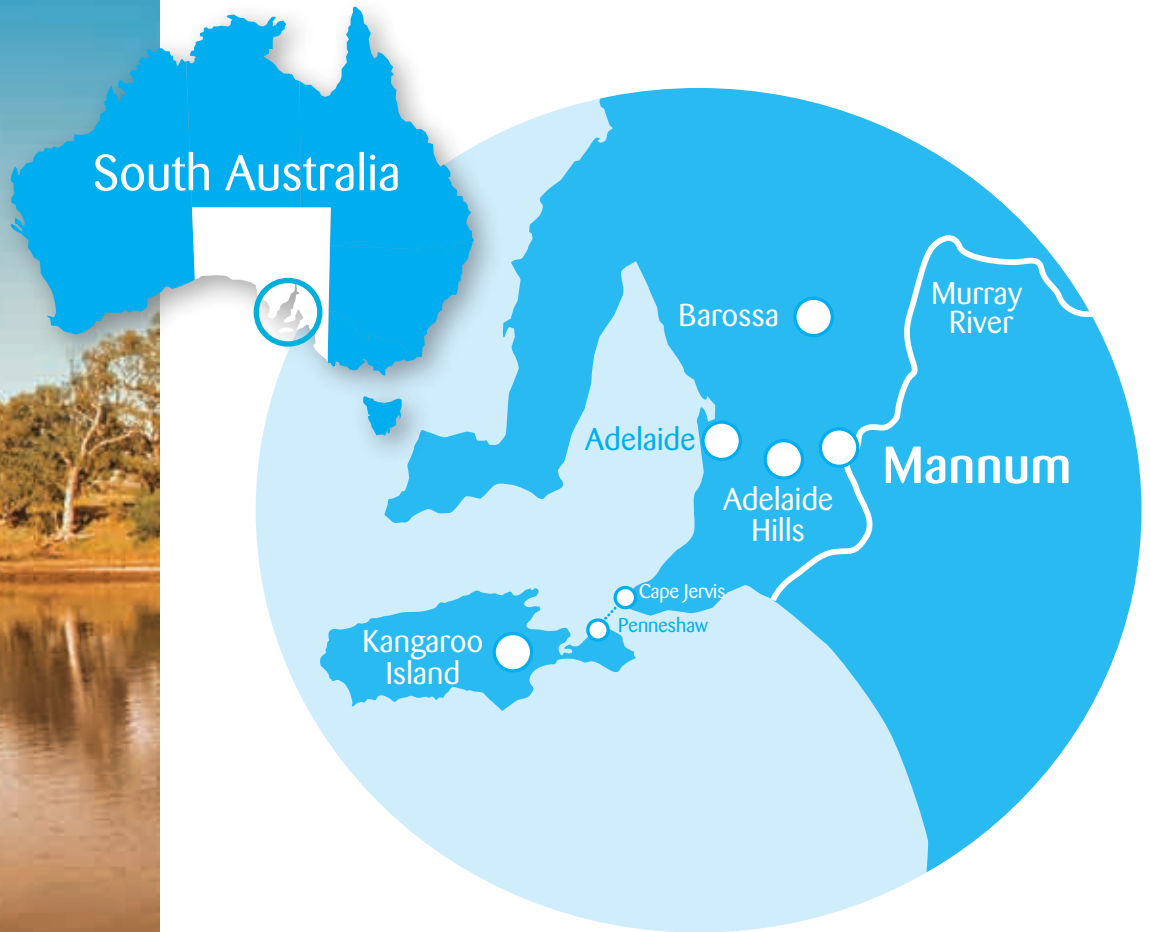 South Australia
Murray
River
Barossa
Adelaide
Mannum
Adelaide
Hills
Cape Jervis
Penneshaw
Kangaroo
Island